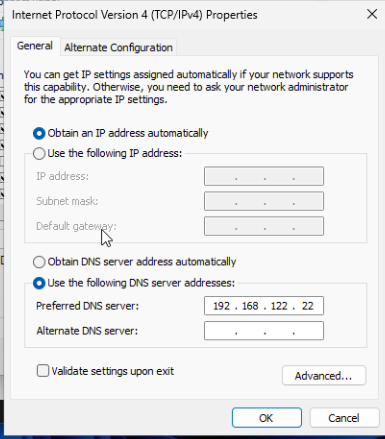 Internet Protocol Version 4 (TCP/IPv4) Properties
General
Alternate Configuration
You can get IP settings assigned automatically if your network supports
this capability. Otherwise, you need to ask your network administrator
for the appropriate IP settings.
Obtain an IP address automatically
Use the following IP address:
IP address:
. . .
Subnet mask:
. . .
Default gateway:
. . .
Obtain DNS server address automatically
Use the following DNS server addresses:
Preferred DNS server:
192 . 168 . 122 . 22
Alternate DNS server:
. . .
Validate settings upon exit
Advanced...
OK
Cancel